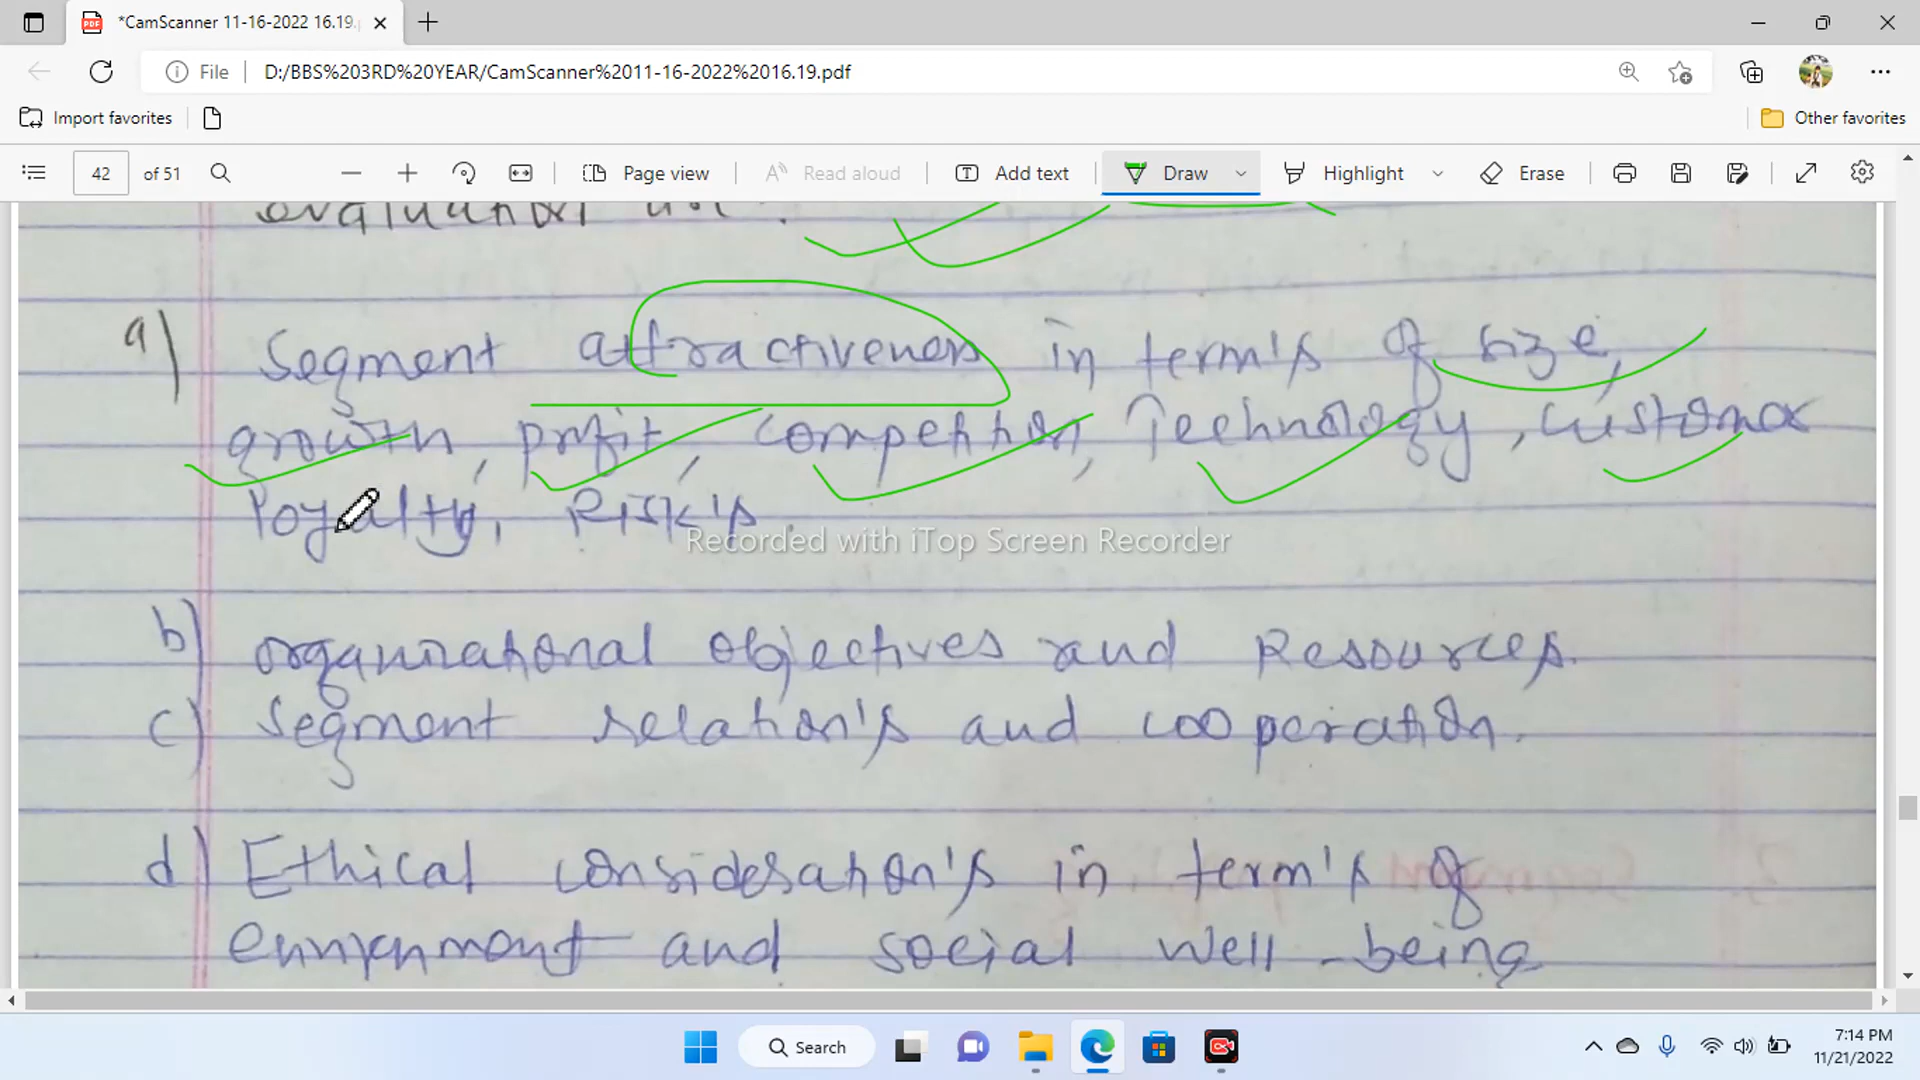 *CamScanner 11-16-2022 16.19.
File
D:/BBS%203RD%20YEAR/CamScanner%2011-16-2022%2016.19.pdf
Import favorites
Other favorites
42 of 51
Page view
Read aloud
Add text
Draw
Highlight
Erase
a) Segment attractiveness in term's of size,
growth, profit, competition, Technology, customer
loyalty, Risk's.
Recorded with iTop Screen Recorder
b) organizational objectives and Resources.
c) Segment relation's and cooperation.
d) Ethical consideration's in term's of
and social well-being
Search
7:14 PM
11/21/2022